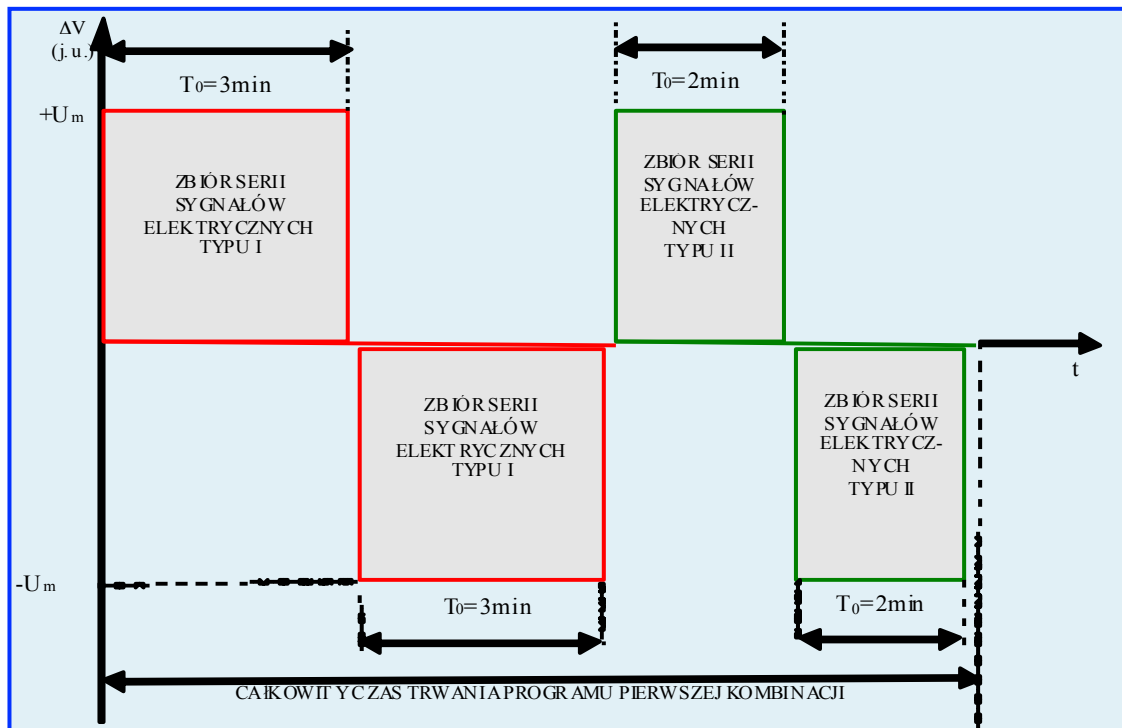 ΔV
(j. u.)
T0=3min
T0=2min
+Um
ZBIÓR SERII
SYGNAŁÓW
ELEKTRYCZNYCH
TYPU I
ZBIÓR SERII
SYGNAŁÓW
ELEKTRYCZ-
NYCH
TYPU II
t
ZBIÓR SERII
SYGNAŁÓW
ELEKTRYCZNYCH
TYPU I
ZBIÓR SERII
SYGNAŁÓW
ELEKTRYCZ-
NYCH
TYPU II
-Um
T0=3min
T0=2min
CAŁKOWITY CZAS TRWANIA PROGRAMU PIERWSZEJ KOMBINACJI